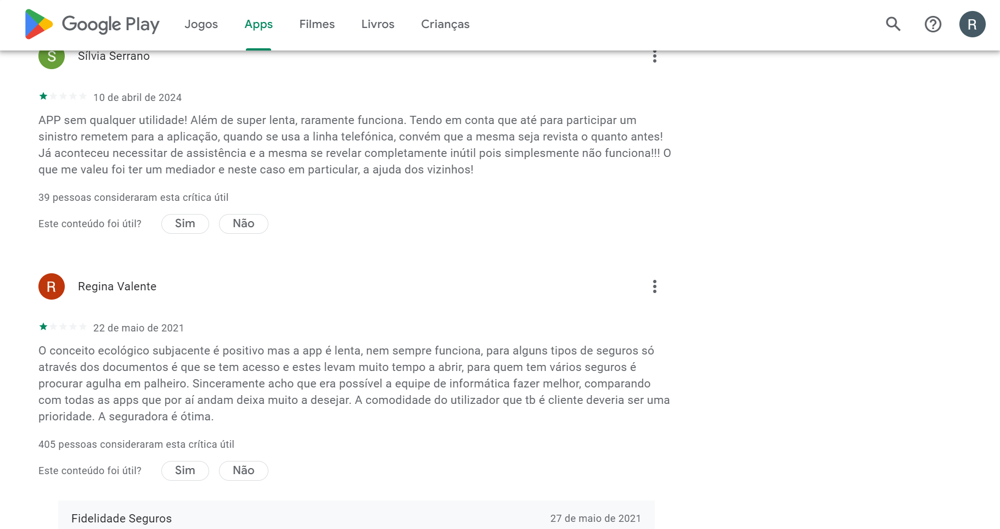 Google Play Jogos Apps Filmes Livros Crianças R
S Sílvia Serrano
10 de abril de 2024
APP sem qualquer utilidade! Além de super lenta, raramente funciona. Tendo em conta que até para participar um
sinistro remetem para a aplicação, quando se usa a linha telefónica, convém que a mesma seja revista o quanto antes!
Já aconteceu necessitar de assistência e a mesma se revelar completamente inútil pois simplesmente não funciona!!! O
que me valeu foi ter um mediador e neste caso em particular, a ajuda dos vizinhos!
39 pessoas consideraram esta crítica útil
Este conteúdo foi útil? Sim Não
R Regina Valente
22 de maio de 2021
O conceito ecológico subjacente é positivo mas a app é lenta, nem sempre funciona, para alguns tipos de seguros só
através dos documentos é que se tem acesso e estes levam muito tempo a abrir, para quem tem vários seguros é
procurar agulha em palheiro. Sinceramente acho que era possível a equipe de informática fazer melhor, comparando
com todas as apps que por aí andam deixa muito a desejar. A comodidade do utilizador que tb é cliente deveria ser uma
prioridade. A seguradora é ótima.
405 pessoas consideraram esta crítica útil
Este conteúdo foi útil? Sim Não
Fidelidade Seguros 27 de maio de 2021